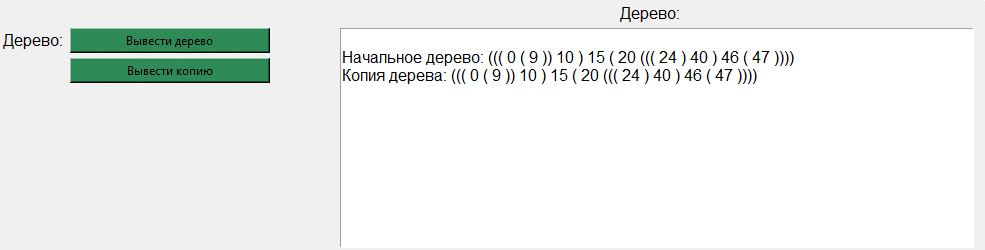 Дерево:
Дерево:
Вывести дерево
Вывести копию
Начальное дерево: ((( 0 ( 9 )) 10 ) 15 ( 20 ((( 24 ) 40 ) 46 ( 47 ))))
Копия дерева: ((( 0 ( 9 )) 10 ) 15 ( 20 ((( 24 ) 40 ) 46 ( 47 ))))